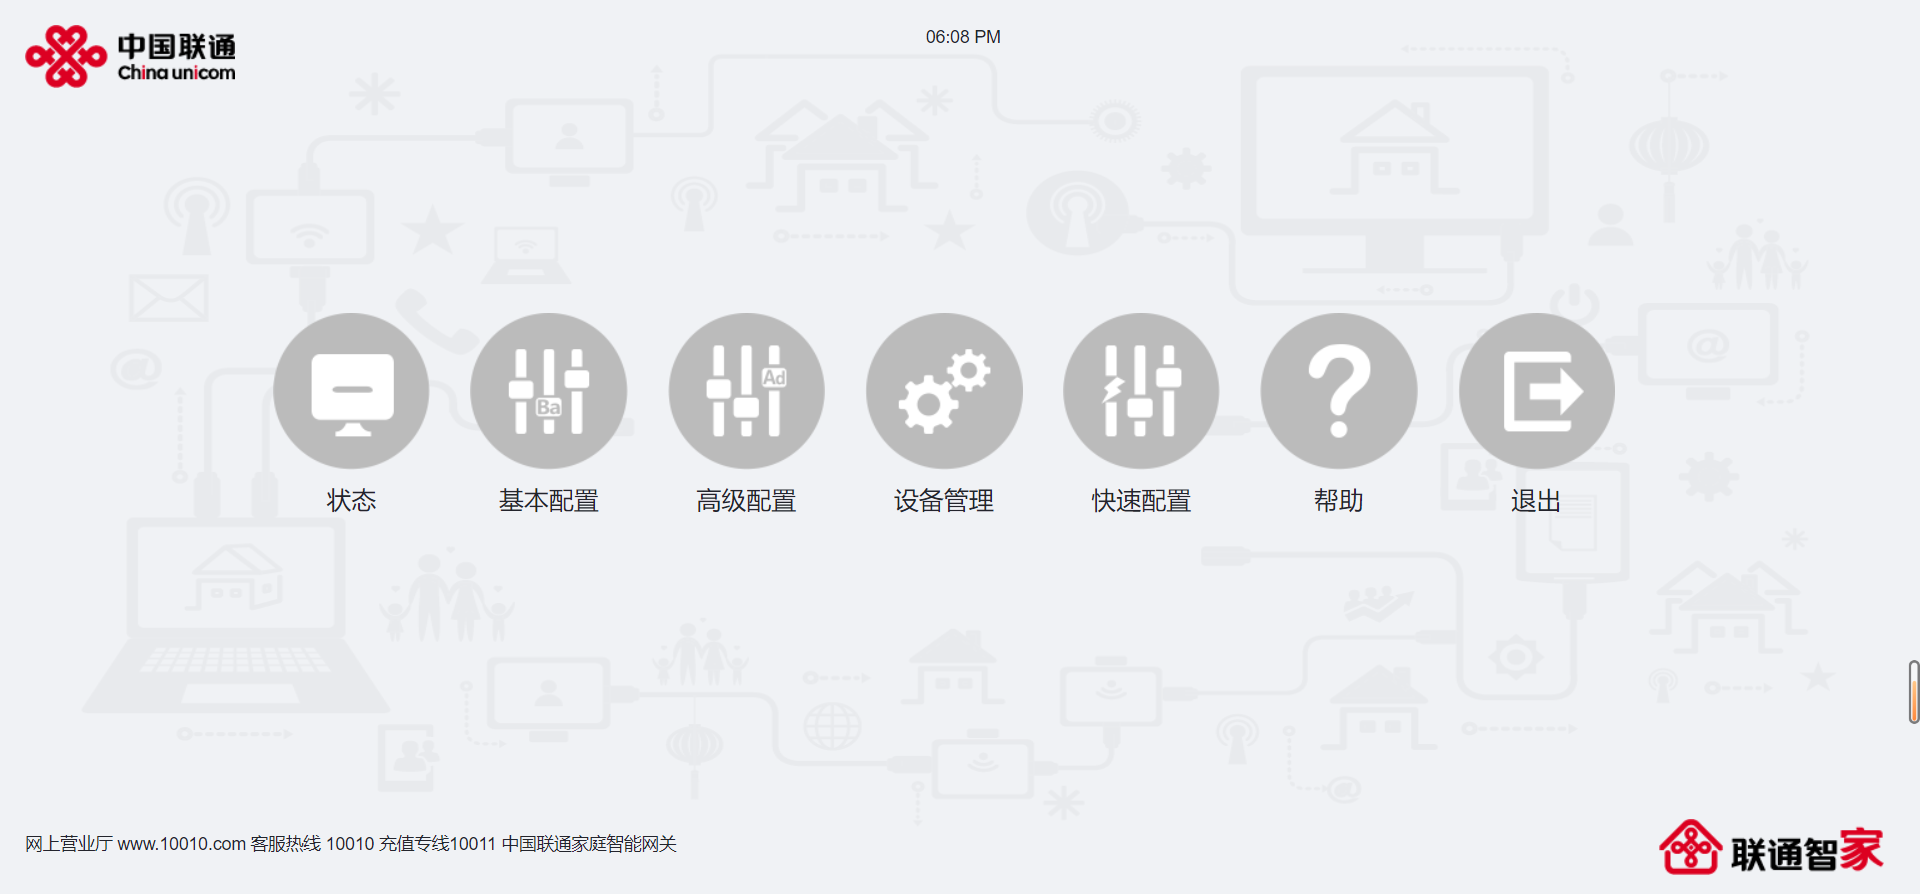 中国联通
China unicom
06:08 PM
Ba
Ad
状态
基本配置
高级配置
设备管理
快速配置
帮助
退出
网上营业厅 www.10010.com 客服热线 10010 充值专线10011 中国联通家庭智能网关
联通智家